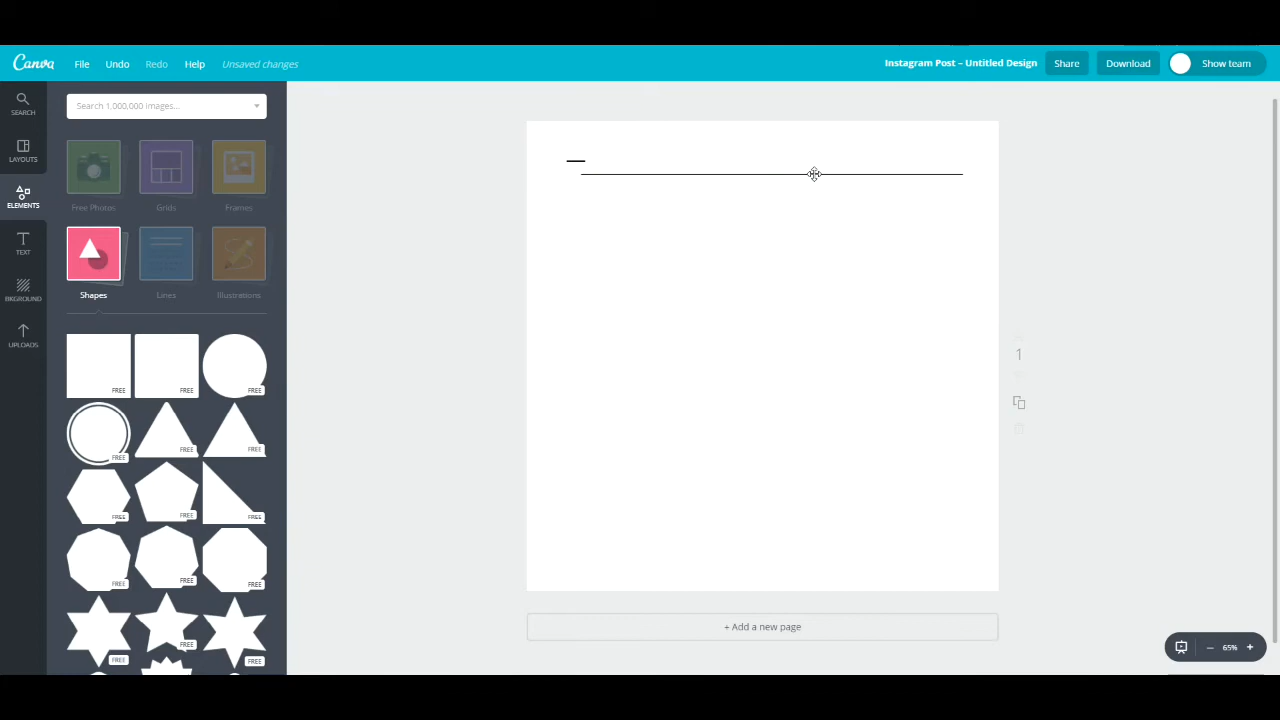 Canva File Undo Redo Help Unsaved changes Instagram Post – Untitled Design Share Download Show team
SEARCH
LAYOUTS
ELEMENTS
TEXT
BKGROUND
UPLOADS
Search 1,000,000 images...
Free Photos Grids Frames
Shapes Lines Illustrations
FREE FREE FREE
FREE FREE FREE
FREE FREE FREE
FREE FREE FREE
FREE FREE FREE
1
+ Add a new page
65%